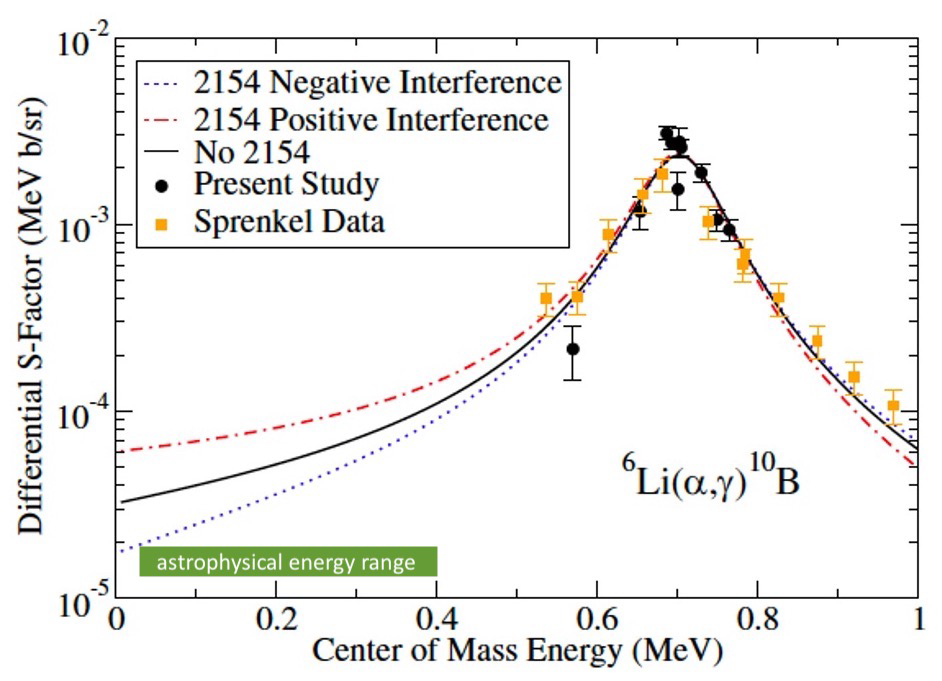 10-2
2154 Negative Interference
2154 Positive Interference
No 2154
Present Study
Sprenkel Data
10-3
10-4
10-5
Differential S-Factor (MeV b/sr)
6Li(α,γ)10B
astrophysical energy range
0 0.2 0.4 0.6 0.8 1
Center of Mass Energy (MeV)